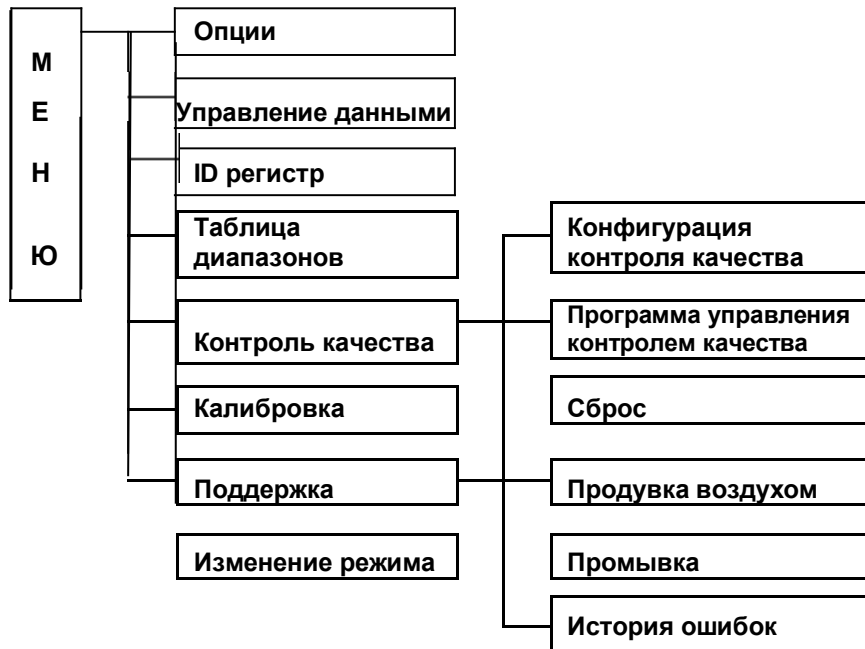 М
Е
Н
Ю
Опции
Управление данными
ID регистр
Таблица
диапазонов
Контроль качества
Калибровка
Поддержка
Изменение режима
Конфигурация
контроля качества
Программа управления
контролем качества
Сброс
Продувка воздухом
Промывка
История ошибок